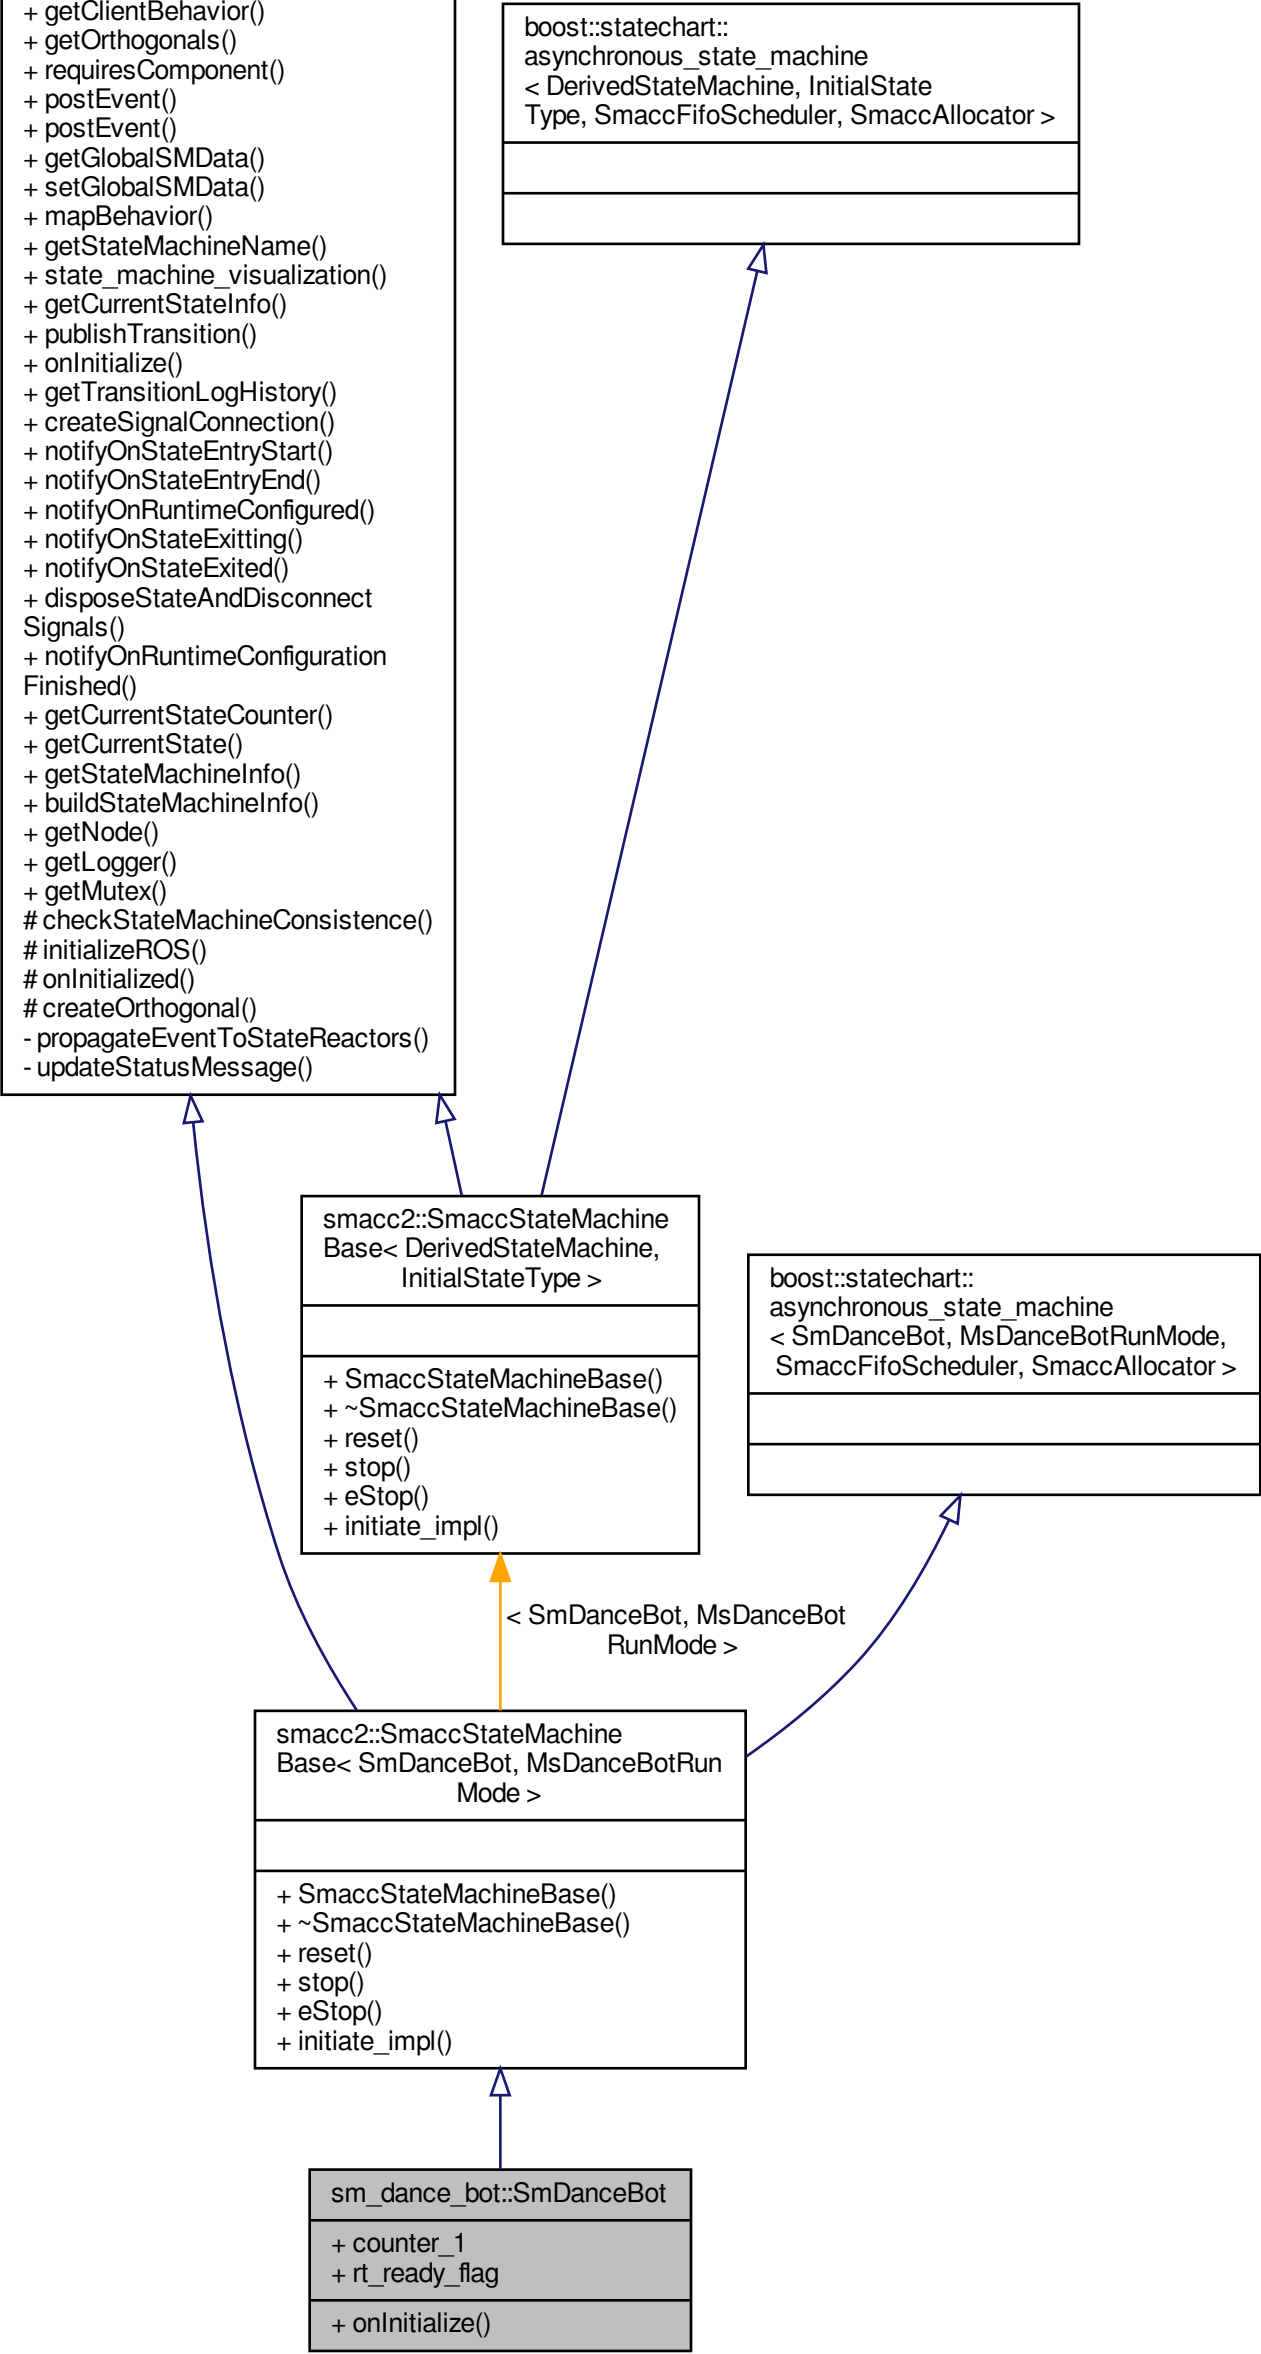 + getClientBehavior()
+ getOrthogonals()
+ requiresComponent()
+ postEvent()
+ postEvent()
+ getGlobalSMData()
+ setGlobalSMData()
+ mapBehavior()
+ getStateMachineName()
+ state_machine_visualization()
+ getCurrentStateInfo()
+ publishTransition()
+ onInitialize()
+ getTransitionLogHistory()
+ createSignalConnection()
+ notifyOnStateEntryStart()
+ notifyOnStateEntryEnd()
+ notifyOnRuntimeConfigured()
+ notifyOnStateExitting()
+ notifyOnStateExited()
+ disposeStateAndDisconnect
Signals()
+ notifyOnRuntimeConfiguration
Finished()
+ getCurrentStateCounter()
+ getCurrentState()
+ getStateMachineInfo()
+ buildStateMachineInfo()
+ getNode()
+ getLogger()
+ getMutex()
# checkStateMachineConsistence()
# initializeROS()
# onInitialized()
# createOrthogonal()
- propagateEventToStateReactors()
- updateStatusMessage()
boost::statechart::
asynchronous_state_machine
< DerivedStateMachine, InitialState
Type, SmaccFifoScheduler, SmaccAllocator >
smacc2::SmaccStateMachine
Base< DerivedStateMachine,
InitialStateType >
+ SmaccStateMachineBase()
+ ~SmaccStateMachineBase()
+ reset()
+ stop()
+ eStop()
+ initiate_impl()
boost::statechart::
asynchronous_state_machine
< SmDanceBot, MsDanceBotRunMode,
SmaccFifoScheduler, SmaccAllocator >
< SmDanceBot, MsDanceBot
RunMode >
smacc2::SmaccStateMachine
Base< SmDanceBot, MsDanceBotRun
Mode >
+ SmaccStateMachineBase()
+ ~SmaccStateMachineBase()
+ reset()
+ stop()
+ eStop()
+ initiate_impl()
sm_dance_bot::SmDanceBot
+ counter_1
+ rt_ready_flag
+ onInitialize()